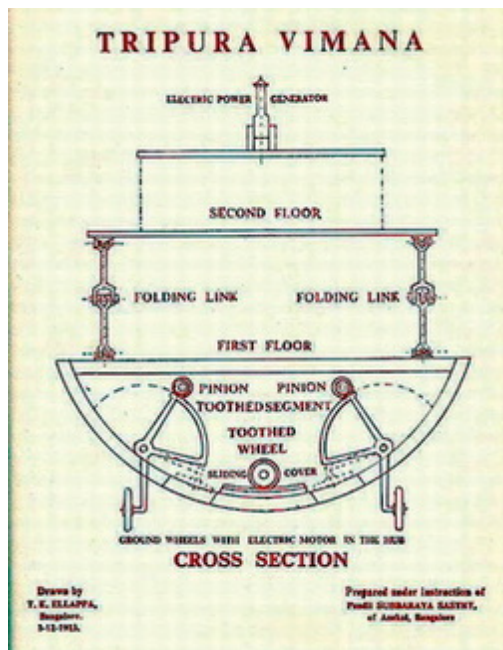 TRIPURA VIMANA
ELECTRIC POWER GENERATOR
SECOND FLOOR
FOLDING LINK FOLDING LINK
FIRST FLOOR
PINION PINION
TOOTHED SEGMENT
TOOTHED
WHEEL
SLIDING COVER
GROUND WHEELS WITH ELECTRIC MOTOR IN THE HUB
CROSS SECTION
Drawn by
T. K. ELLAPPA,
Bangalore.
Prepared under instruction of
Pandit SUBBARAYA SASTRY,
of Anekal, Bangalore